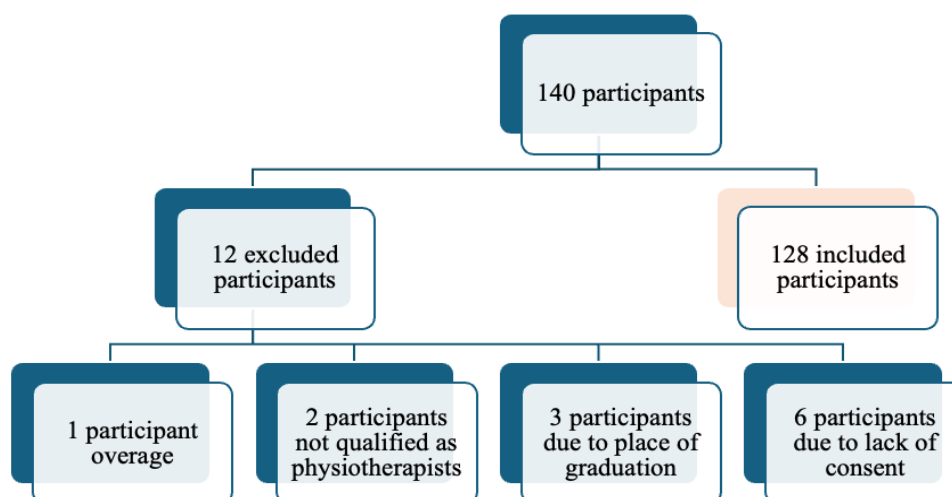 140 participants
12 excluded
participants
128 included
participants
1 participant
overage
2 participants
not qualified as
physiotherapists
3 participants
due to place of
graduation
6 participants
due to lack of
consent